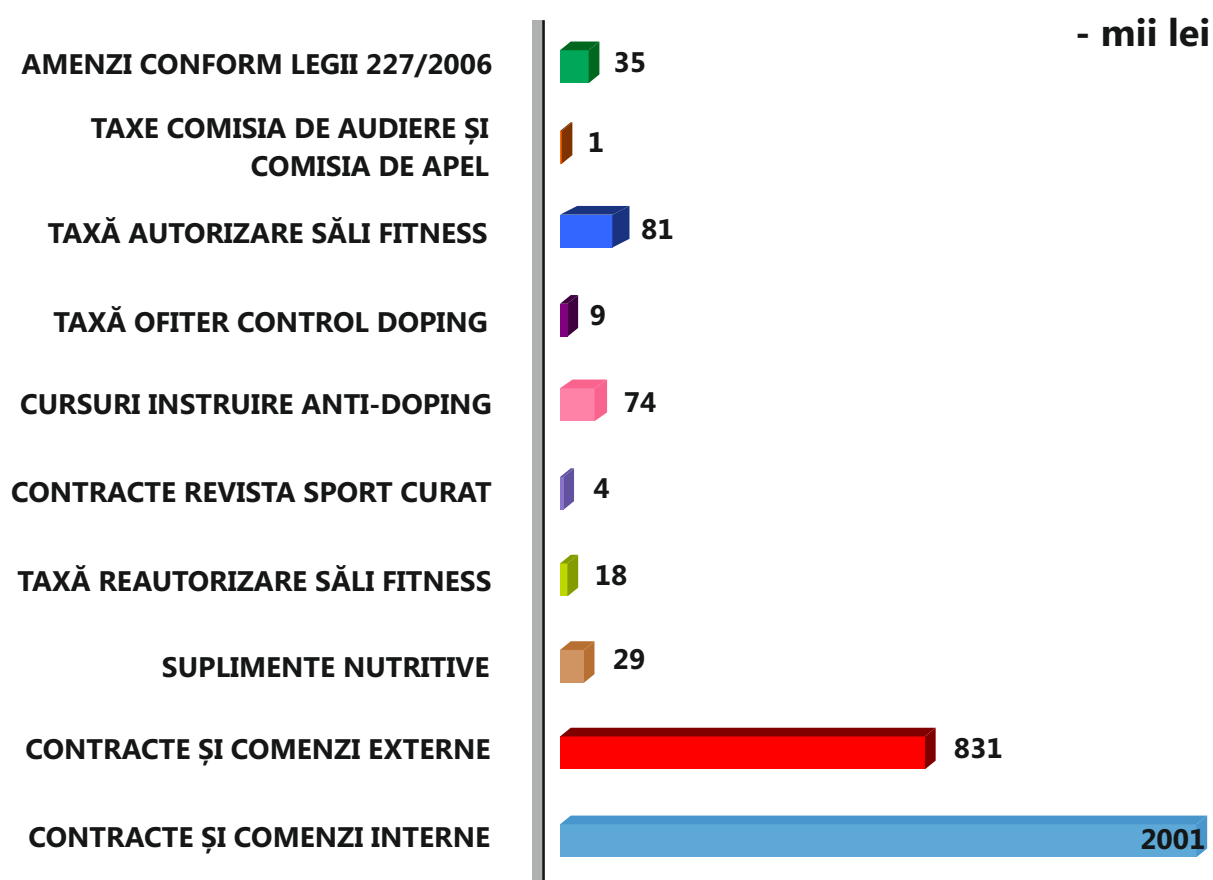 - mii lei
AMENZI CONFORM LEGII 227/2006
35
TAXE COMISIA DE AUDIERE ȘI
COMISIA DE APEL
1
TAXĂ AUTORIZARE SĂLI FITNESS
81
TAXĂ OFITER CONTROL DOPING
9
CURSURI INSTRUIRE ANTI-DOPING
74
CONTRACTE REVISTA SPORT CURAT
4
TAXĂ REAUTORIZARE SĂLI FITNESS
18
SUPLIMENTE NUTRITIVE
29
CONTRACTE ȘI COMENZI EXTERNE
831
CONTRACTE ȘI COMENZI INTERNE
2001